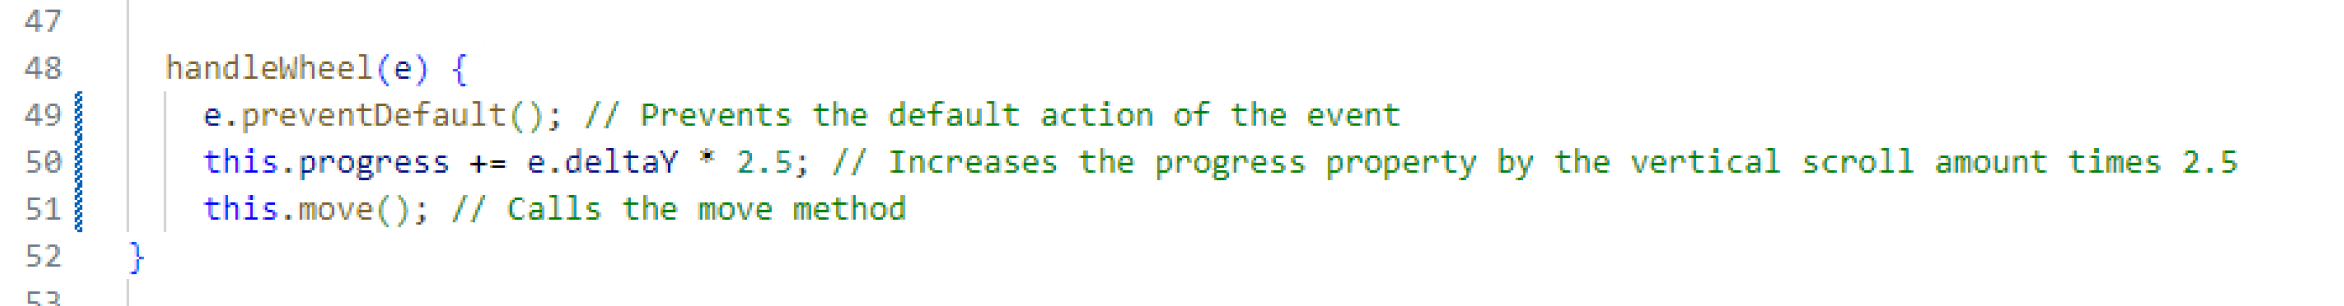 47
48 handleWheel(e) {
49 e.preventDefault(); // Prevents the default action of the event
50 this.progress += e.deltaY * 2.5; // Increases the progress property by the vertical scroll amount times 2.5
51 this.move(); // Calls the move method
52 }
53